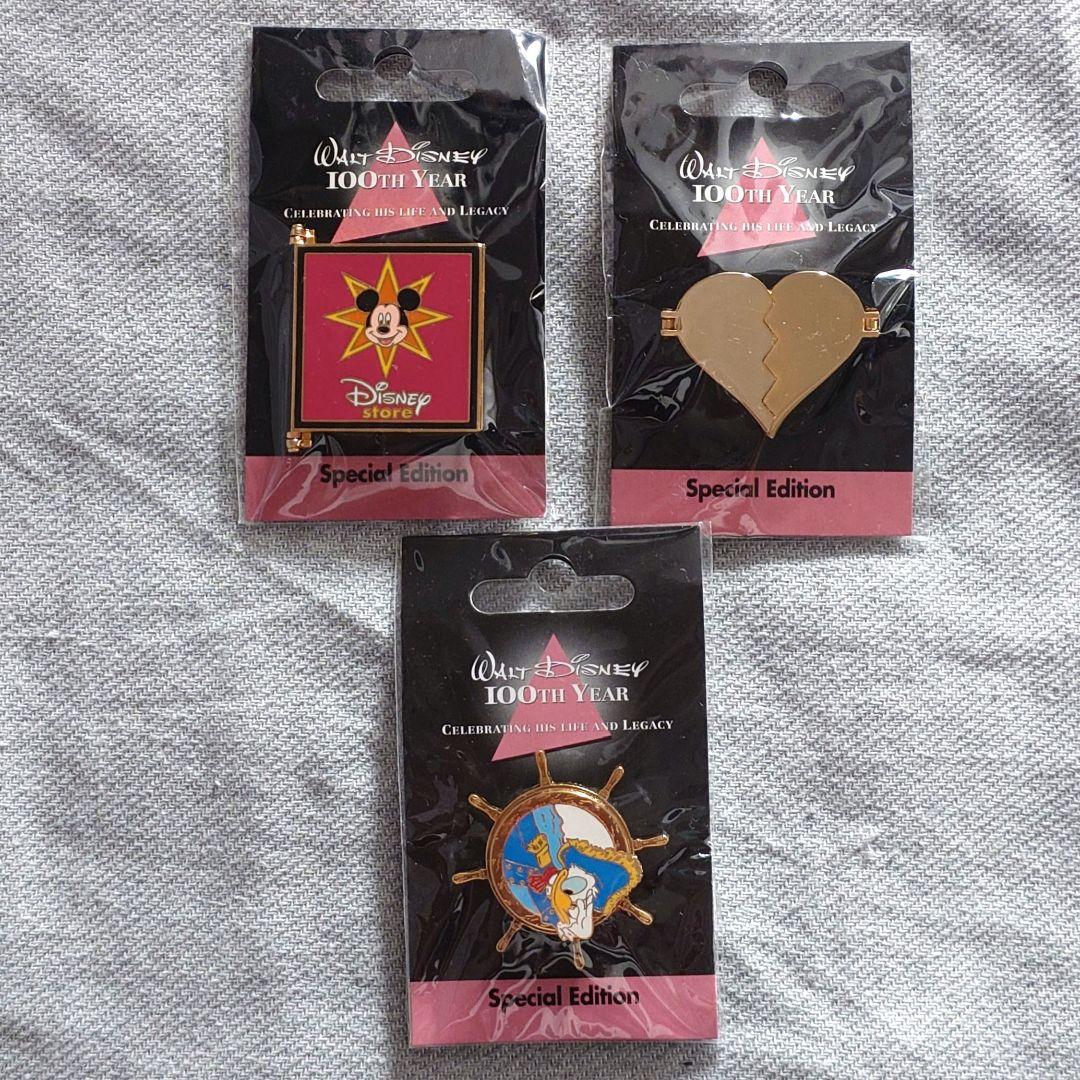 WALT DISNEY
100TH YEAR
CELEBRATING HIS LIFE AND LEGACY
Disney
store
Special Edition
WALT DISNEY
100TH YEAR
CELEBRATING HIS LIFE AND LEGACY
Special Edition
WALT DISNEY
100TH YEAR
CELEBRATING HIS LIFE AND LEGACY
Special Edition